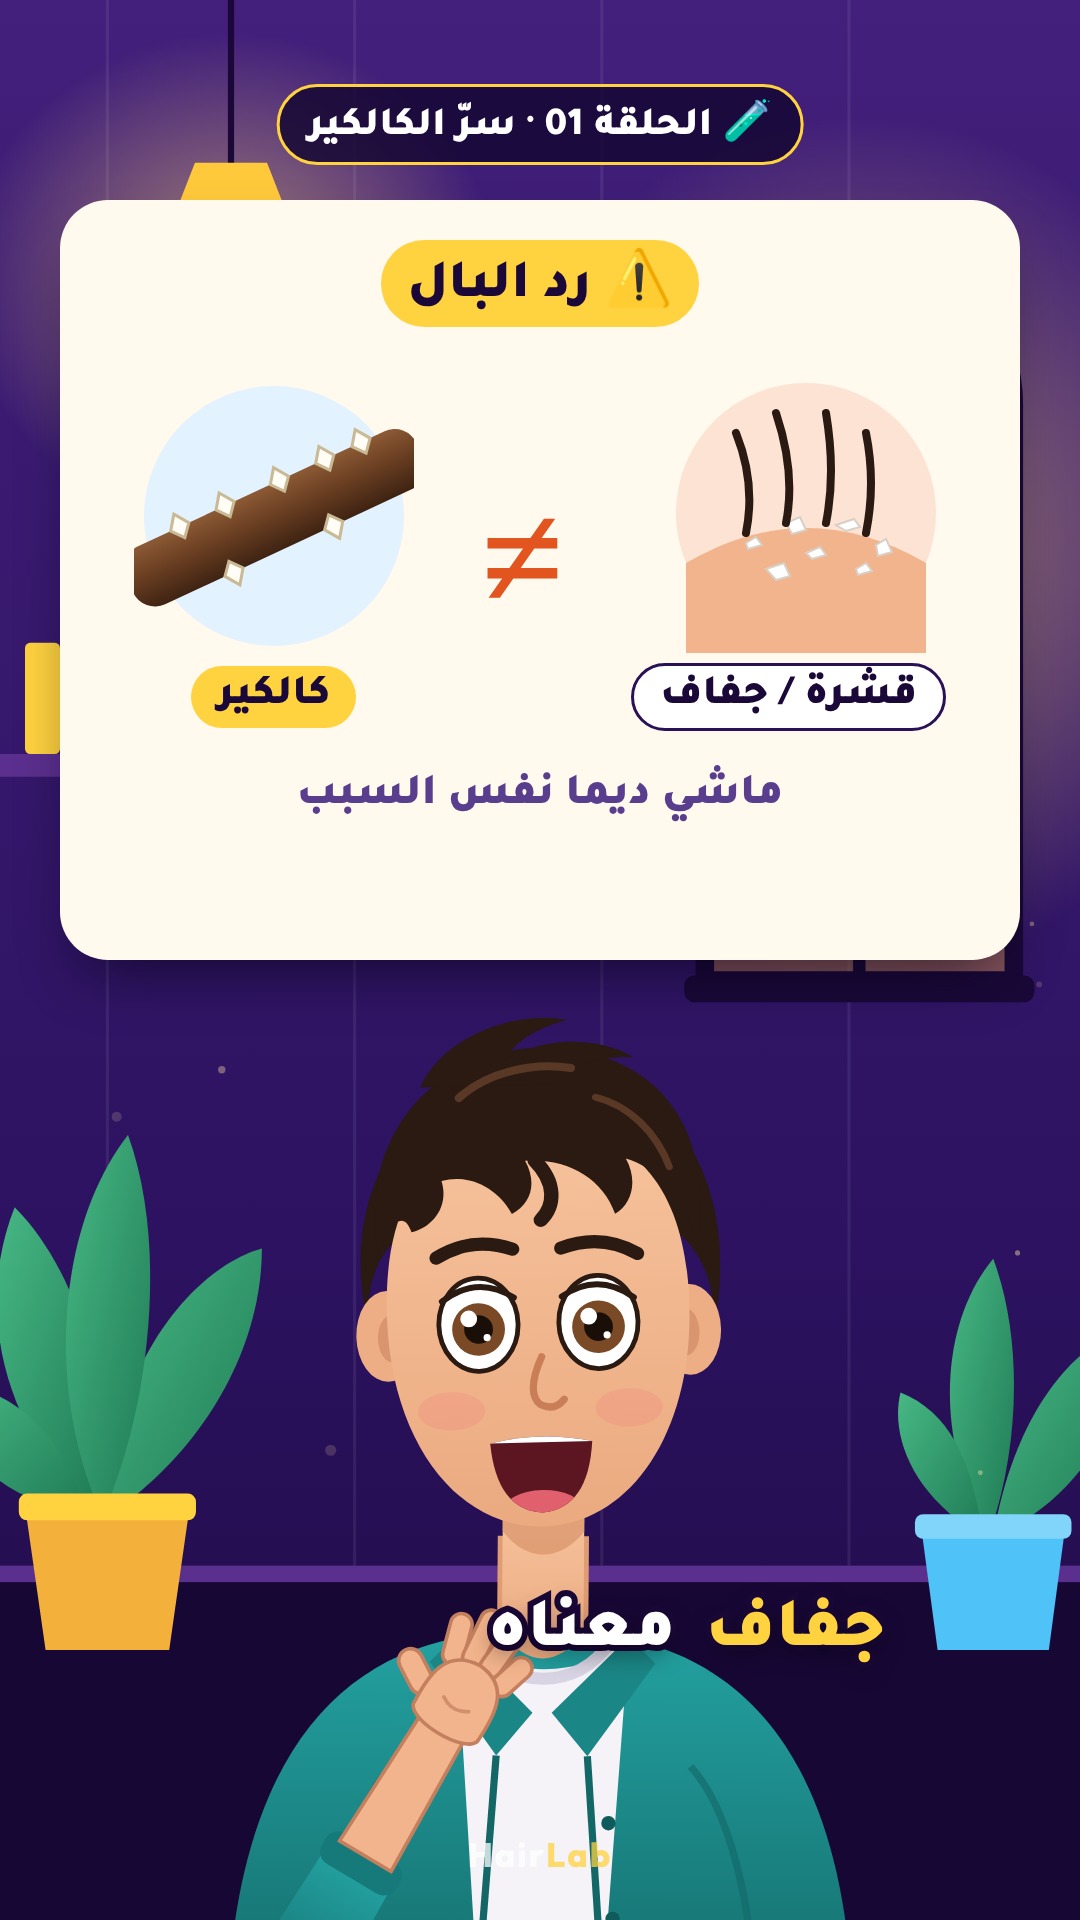 🧪 الحلقة 01 · سرّ الكالكير
⚠️ رد البال
≠
قشرة / جفاف
كالكير
ماشي ديما نفس السبب
جفاف معناه
HairLab